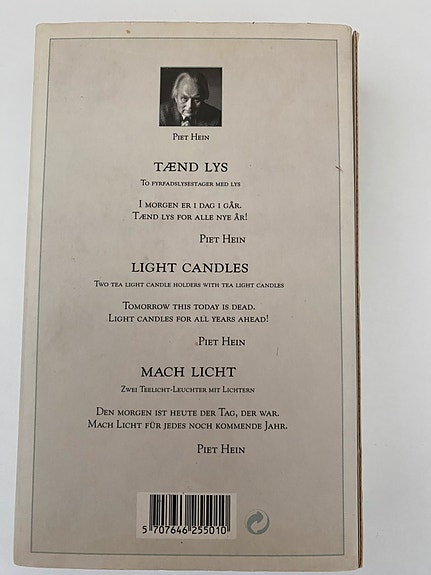 Piet Hein
TÆND LYS
To fyrfadslysestager med lys
I morgen er i dag i går.
Tænd lys for alle nye år!
Piet Hein
LIGHT CANDLES
Two tea light candle holders with tea light candles
Tomorrow this today is dead.
Light candles for all years ahead!
Piet Hein
MACH LICHT
Zwei Teelicht-Leuchter mit Lichtern
Den morgen ist heute der Tag, der war.
Mach Licht für jedes noch kommende Jahr.
Piet Hein
5 707646 255010